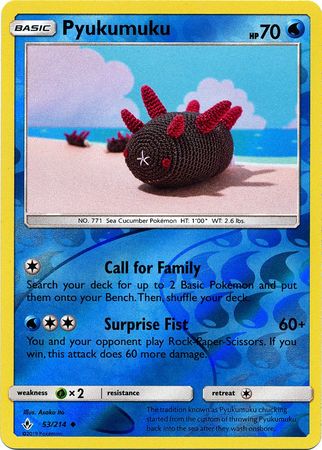 BASIC Pyukumuku HP 70
NO. 771 Sea Cucumber Pokémon HT: 1'00" WT: 2.6 lbs.
Call for Family
Search your deck for up to 2 Basic Pokémon and put
them onto your Bench. Then, shuffle your deck.
Surprise Fist 60+
You and your opponent play Rock-Paper-Scissors. If you
win, this attack does 60 more damage.
weakness ×2 resistance retreat
Illus. Asako Ito
53/214
©2019 Pokémon
The tradition known as Pyukumuku chucking
started from the custom of throwing Pyukumuku
back into the sea after they wash onshore.